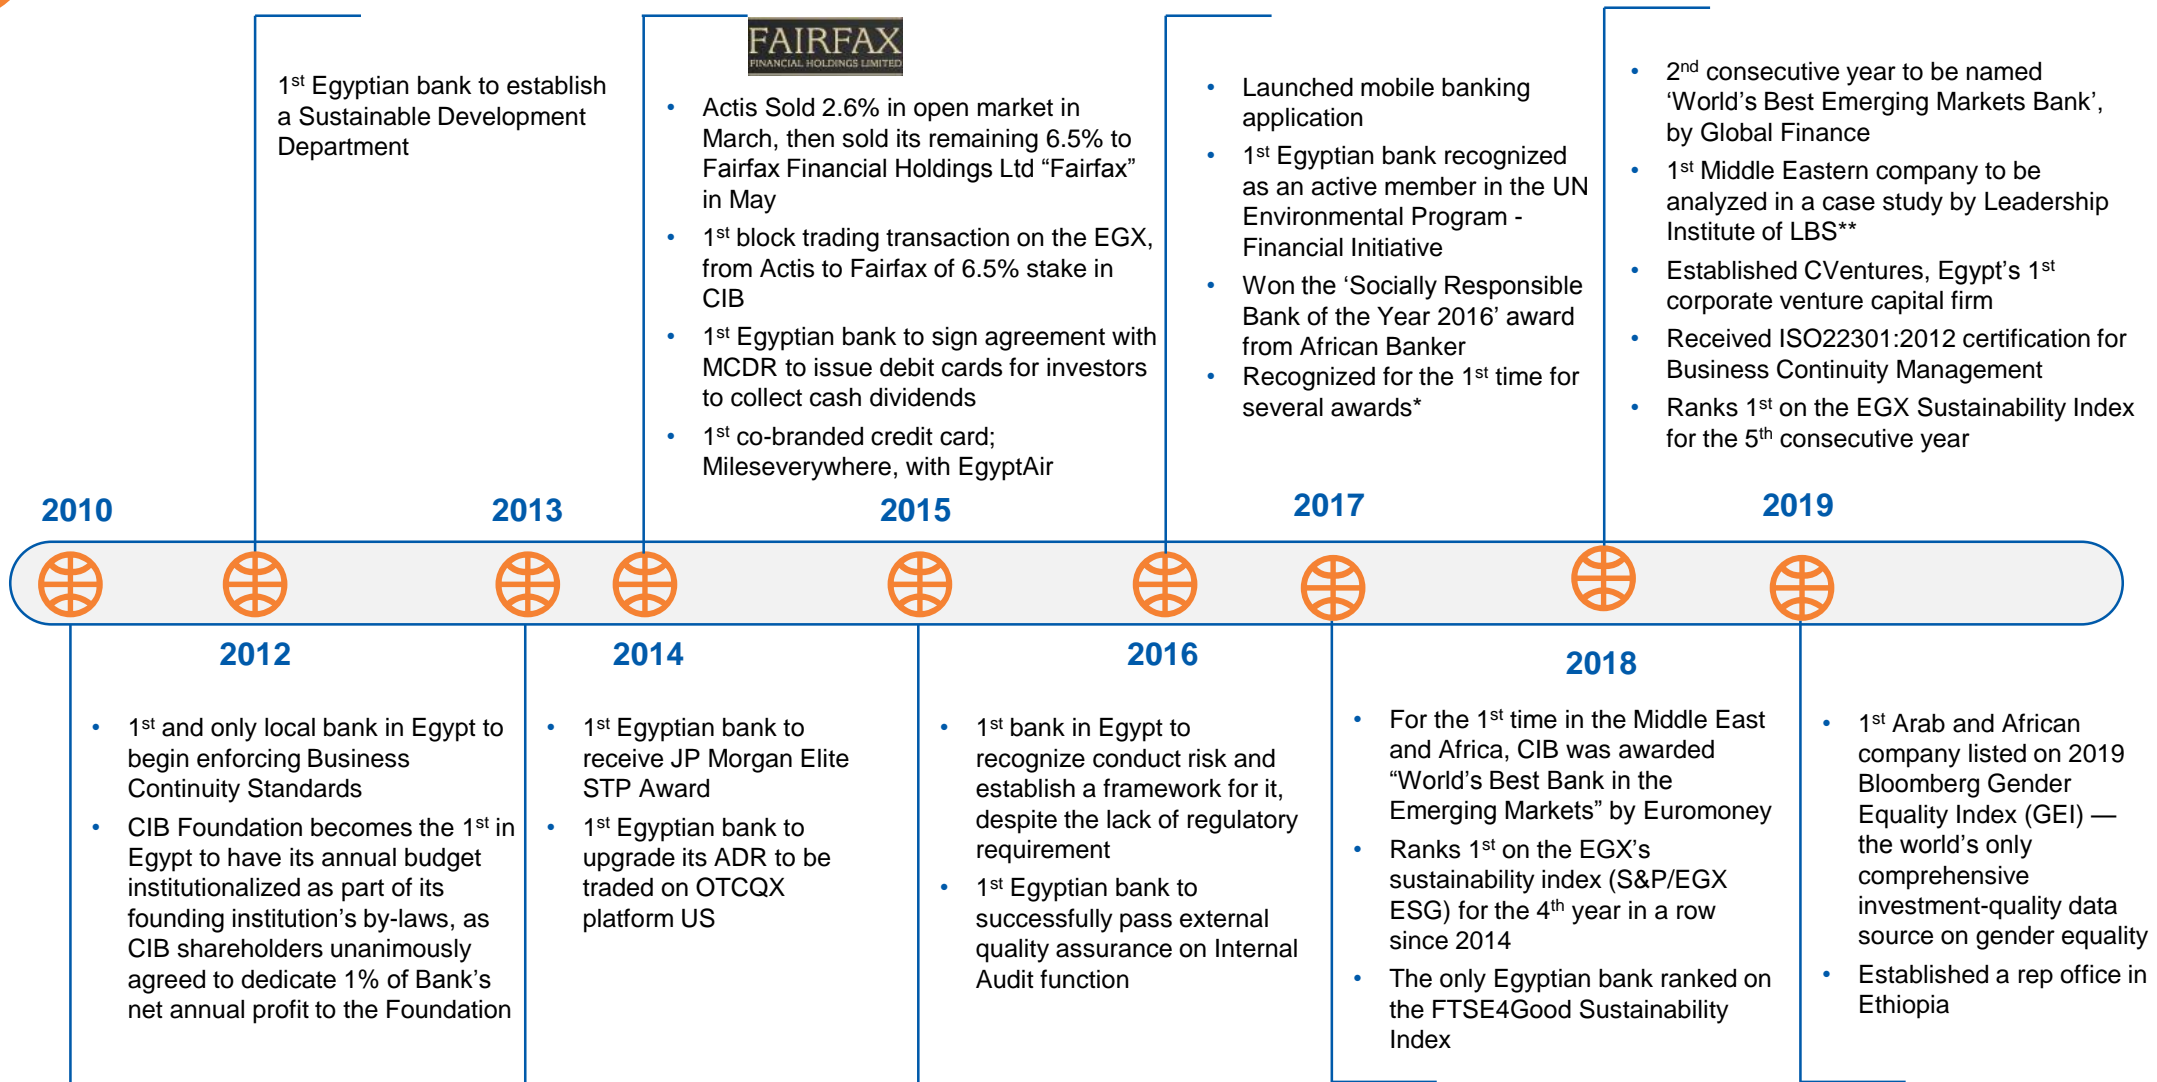 1st Egyptian bank to establish
a Sustainable Development
Department
FAIRFAX
FINANCIAL HOLDINGS LIMITED
• Actis Sold 2.6% in open market in
March, then sold its remaining 6.5% to
Fairfax Financial Holdings Ltd “Fairfax”
in May
• 1st block trading transaction on the EGX,
from Actis to Fairfax of 6.5% stake in
CIB
• 1st Egyptian bank to sign agreement with
MCDR to issue debit cards for investors
to collect cash dividends
• 1st co-branded credit card;
Mileseverywhere, with EgyptAir
• Launched mobile banking
application
• 1st Egyptian bank recognized
as an active member in the UN
Environmental Program -
Financial Initiative
• Won the ‘Socially Responsible
Bank of the Year 2016’ award
from African Banker
• Recognized for the 1st time for
several awards*
• 2nd consecutive year to be named
‘World’s Best Emerging Markets Bank’,
by Global Finance
• 1st Middle Eastern company to be
analyzed in a case study by Leadership
Institute of LBS**
• Established CVentures, Egypt’s 1st
corporate venture capital firm
• Received ISO22301:2012 certification for
Business Continuity Management
• Ranks 1st on the EGX Sustainability Index
for the 5th consecutive year
2010
2013
2015
2017
2019
2012
2014
2016
2018
• 1st and only local bank in Egypt to
begin enforcing Business
Continuity Standards
• CIB Foundation becomes the 1st in
Egypt to have its annual budget
institutionalized as part of its
founding institution’s by-laws, as
CIB shareholders unanimously
agreed to dedicate 1% of Bank’s
net annual profit to the Foundation
• 1st Egyptian bank to
receive JP Morgan Elite
STP Award
• 1st Egyptian bank to
upgrade its ADR to be
traded on OTCQX
platform US
• 1st bank in Egypt to
recognize conduct risk and
establish a framework for it,
despite the lack of regulatory
requirement
• 1st Egyptian bank to
successfully pass external
quality assurance on Internal
Audit function
• For the 1st time in the Middle East
and Africa, CIB was awarded
“World’s Best Bank in the
Emerging Markets” by Euromoney
• Ranks 1st on the EGX’s
sustainability index (S&P/EGX
ESG) for the 4th year in a row
since 2014
• The only Egyptian bank ranked on
the FTSE4Good Sustainability
Index
• 1st Arab and African
company listed on 2019
Bloomberg Gender
Equality Index (GEI) —
the world’s only
comprehensive
investment-quality data
source on gender equality
• Established a rep office in
Ethiopia